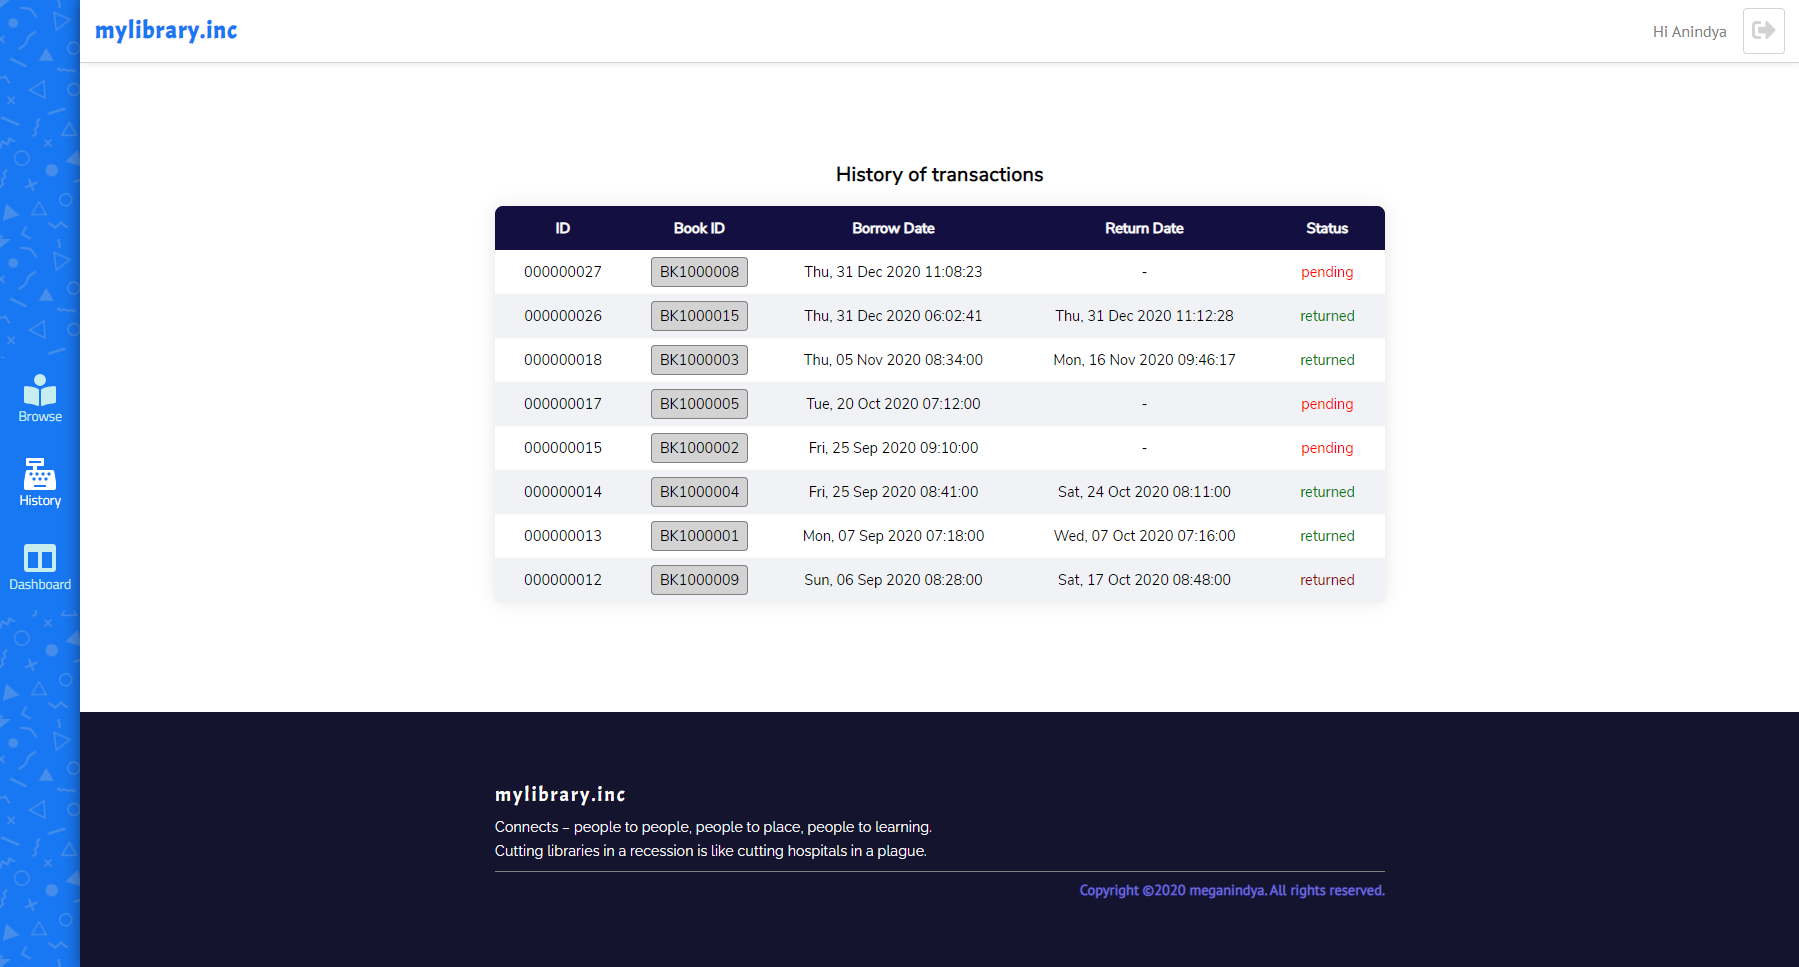 mylibrary.inc
Hi Anindya
Browse
History
Dashboard
History of transactions
ID Book ID Borrow Date Return Date Status
000000027 BK1000008 Thu, 31 Dec 2020 11:08:23 - pending
000000026 BK1000015 Thu, 31 Dec 2020 06:02:41 Thu, 31 Dec 2020 11:12:28 returned
000000018 BK1000003 Thu, 05 Nov 2020 08:34:00 Mon, 16 Nov 2020 09:46:17 returned
000000017 BK1000005 Tue, 20 Oct 2020 07:12:00 - pending
000000015 BK1000002 Fri, 25 Sep 2020 09:10:00 - pending
000000014 BK1000004 Fri, 25 Sep 2020 08:41:00 Sat, 24 Oct 2020 08:11:00 returned
000000013 BK1000001 Mon, 07 Sep 2020 07:18:00 Wed, 07 Oct 2020 07:16:00 returned
000000012 BK1000009 Sun, 06 Sep 2020 08:28:00 Sat, 17 Oct 2020 08:48:00 returned
mylibrary.inc
Connects – people to people, people to place, people to learning.
Cutting libraries in a recession is like cutting hospitals in a plague.
Copyright ©2020 meganindya. All rights reserved.